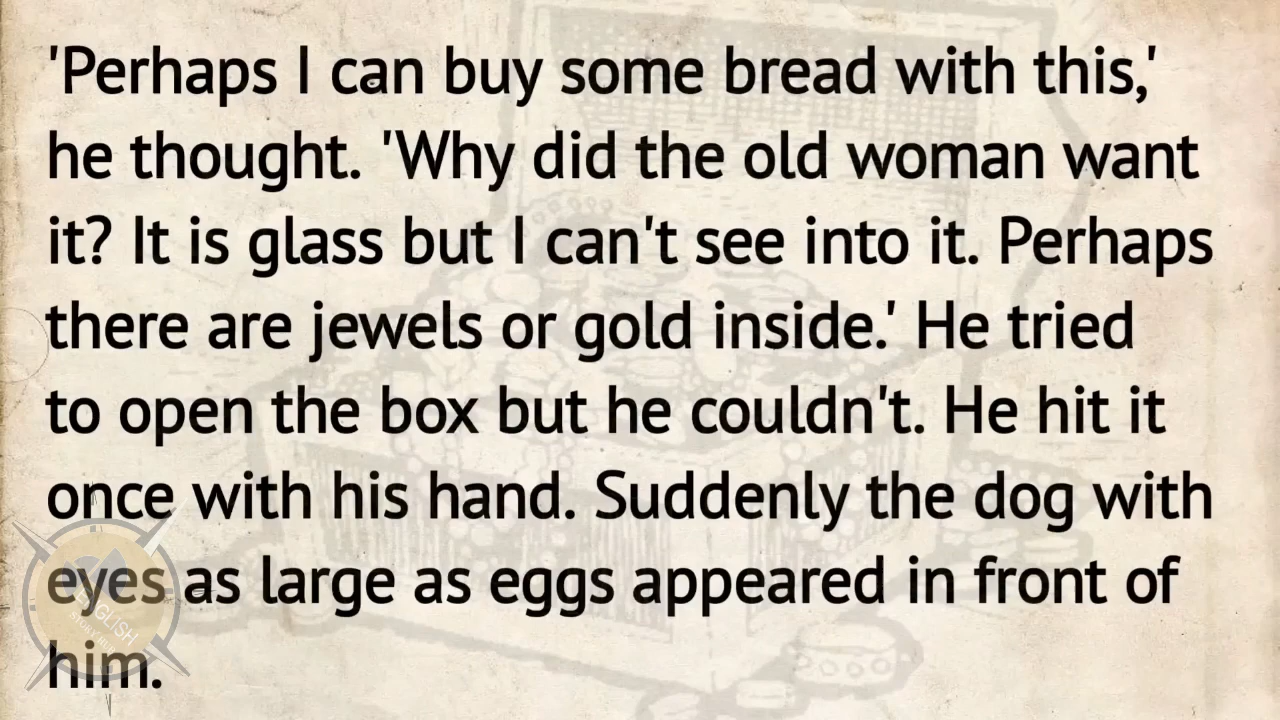 'Perhaps I can buy some bread with this,'
he thought. 'Why did the old woman want
it? It is glass but I can't see into it. Perhaps
there are jewels or gold inside.' He tried
to open the box but he couldn't. He hit it
once with his hand. Suddenly the dog with
eyes as large as eggs appeared in front of
him.
ENGLISH